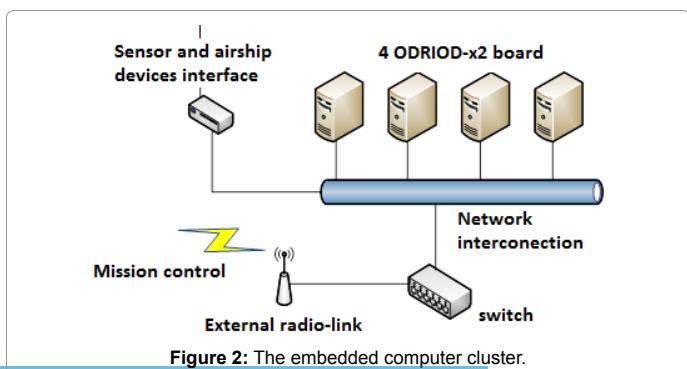 Sensor and airship
devices interface
4 ODRIOD-x2 board
Network
interconection
Mission control
External radio-link
switch
Figure 2: The embedded computer cluster.